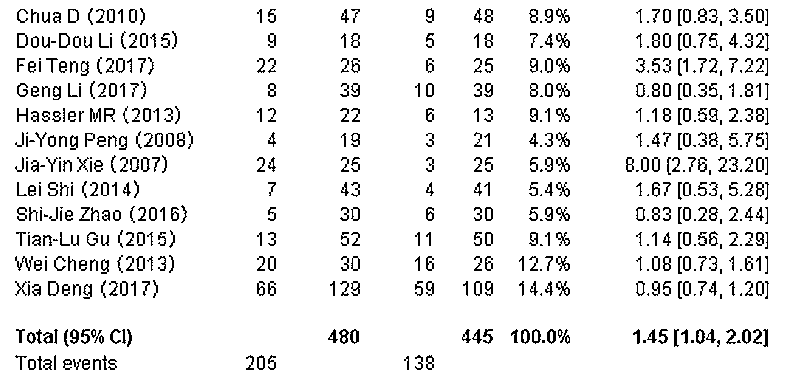 Chua D (2010) 15 47 9 48 8.9% 1.70 [0.83, 3.50]
Dou-Dou Li (2015) 9 18 5 18 7.4% 1.80 [0.75, 4.32]
Fei Teng (2017) 22 26 6 25 9.0% 3.53 [1.72, 7.22]
Geng Li (2017) 8 39 10 39 8.0% 0.80 [0.35, 1.81]
Hassler MR (2013) 12 22 6 13 9.1% 1.18 [0.59, 2.38]
Ji-Yong Peng (2008) 4 19 3 21 4.3% 1.47 [0.38, 5.75]
Jia-Yin Xie (2007) 24 25 3 25 5.9% 8.00 [2.76, 23.20]
Lei Shi (2014) 7 43 4 41 5.4% 1.67 [0.53, 5.28]
Shi-Jie Zhao (2016) 5 30 6 30 5.9% 0.83 [0.28, 2.44]
Tian-Lu Gu (2015) 13 52 11 50 9.1% 1.14 [0.56, 2.29]
Wei Cheng (2013) 20 30 16 26 12.7% 1.08 [0.73, 1.61]
Xia Deng (2017) 66 129 59 109 14.4% 0.95 [0.74, 1.20]
Total (95% CI) 480 445 100.0% 1.45 [1.04, 2.02]
Total events 205 138